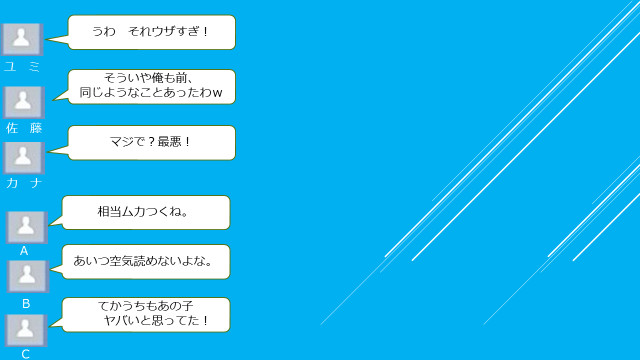 うわ　それウザすぎ！
ユ　ミ
そういや俺も前、
同じようなことあったわｗ
佐　藤
マジで？最悪！
カ　ナ
相当ムカつくね。
A
あいつ空気読めないよな。
B
てかうちもあの子
ヤバいと思ってた！
C